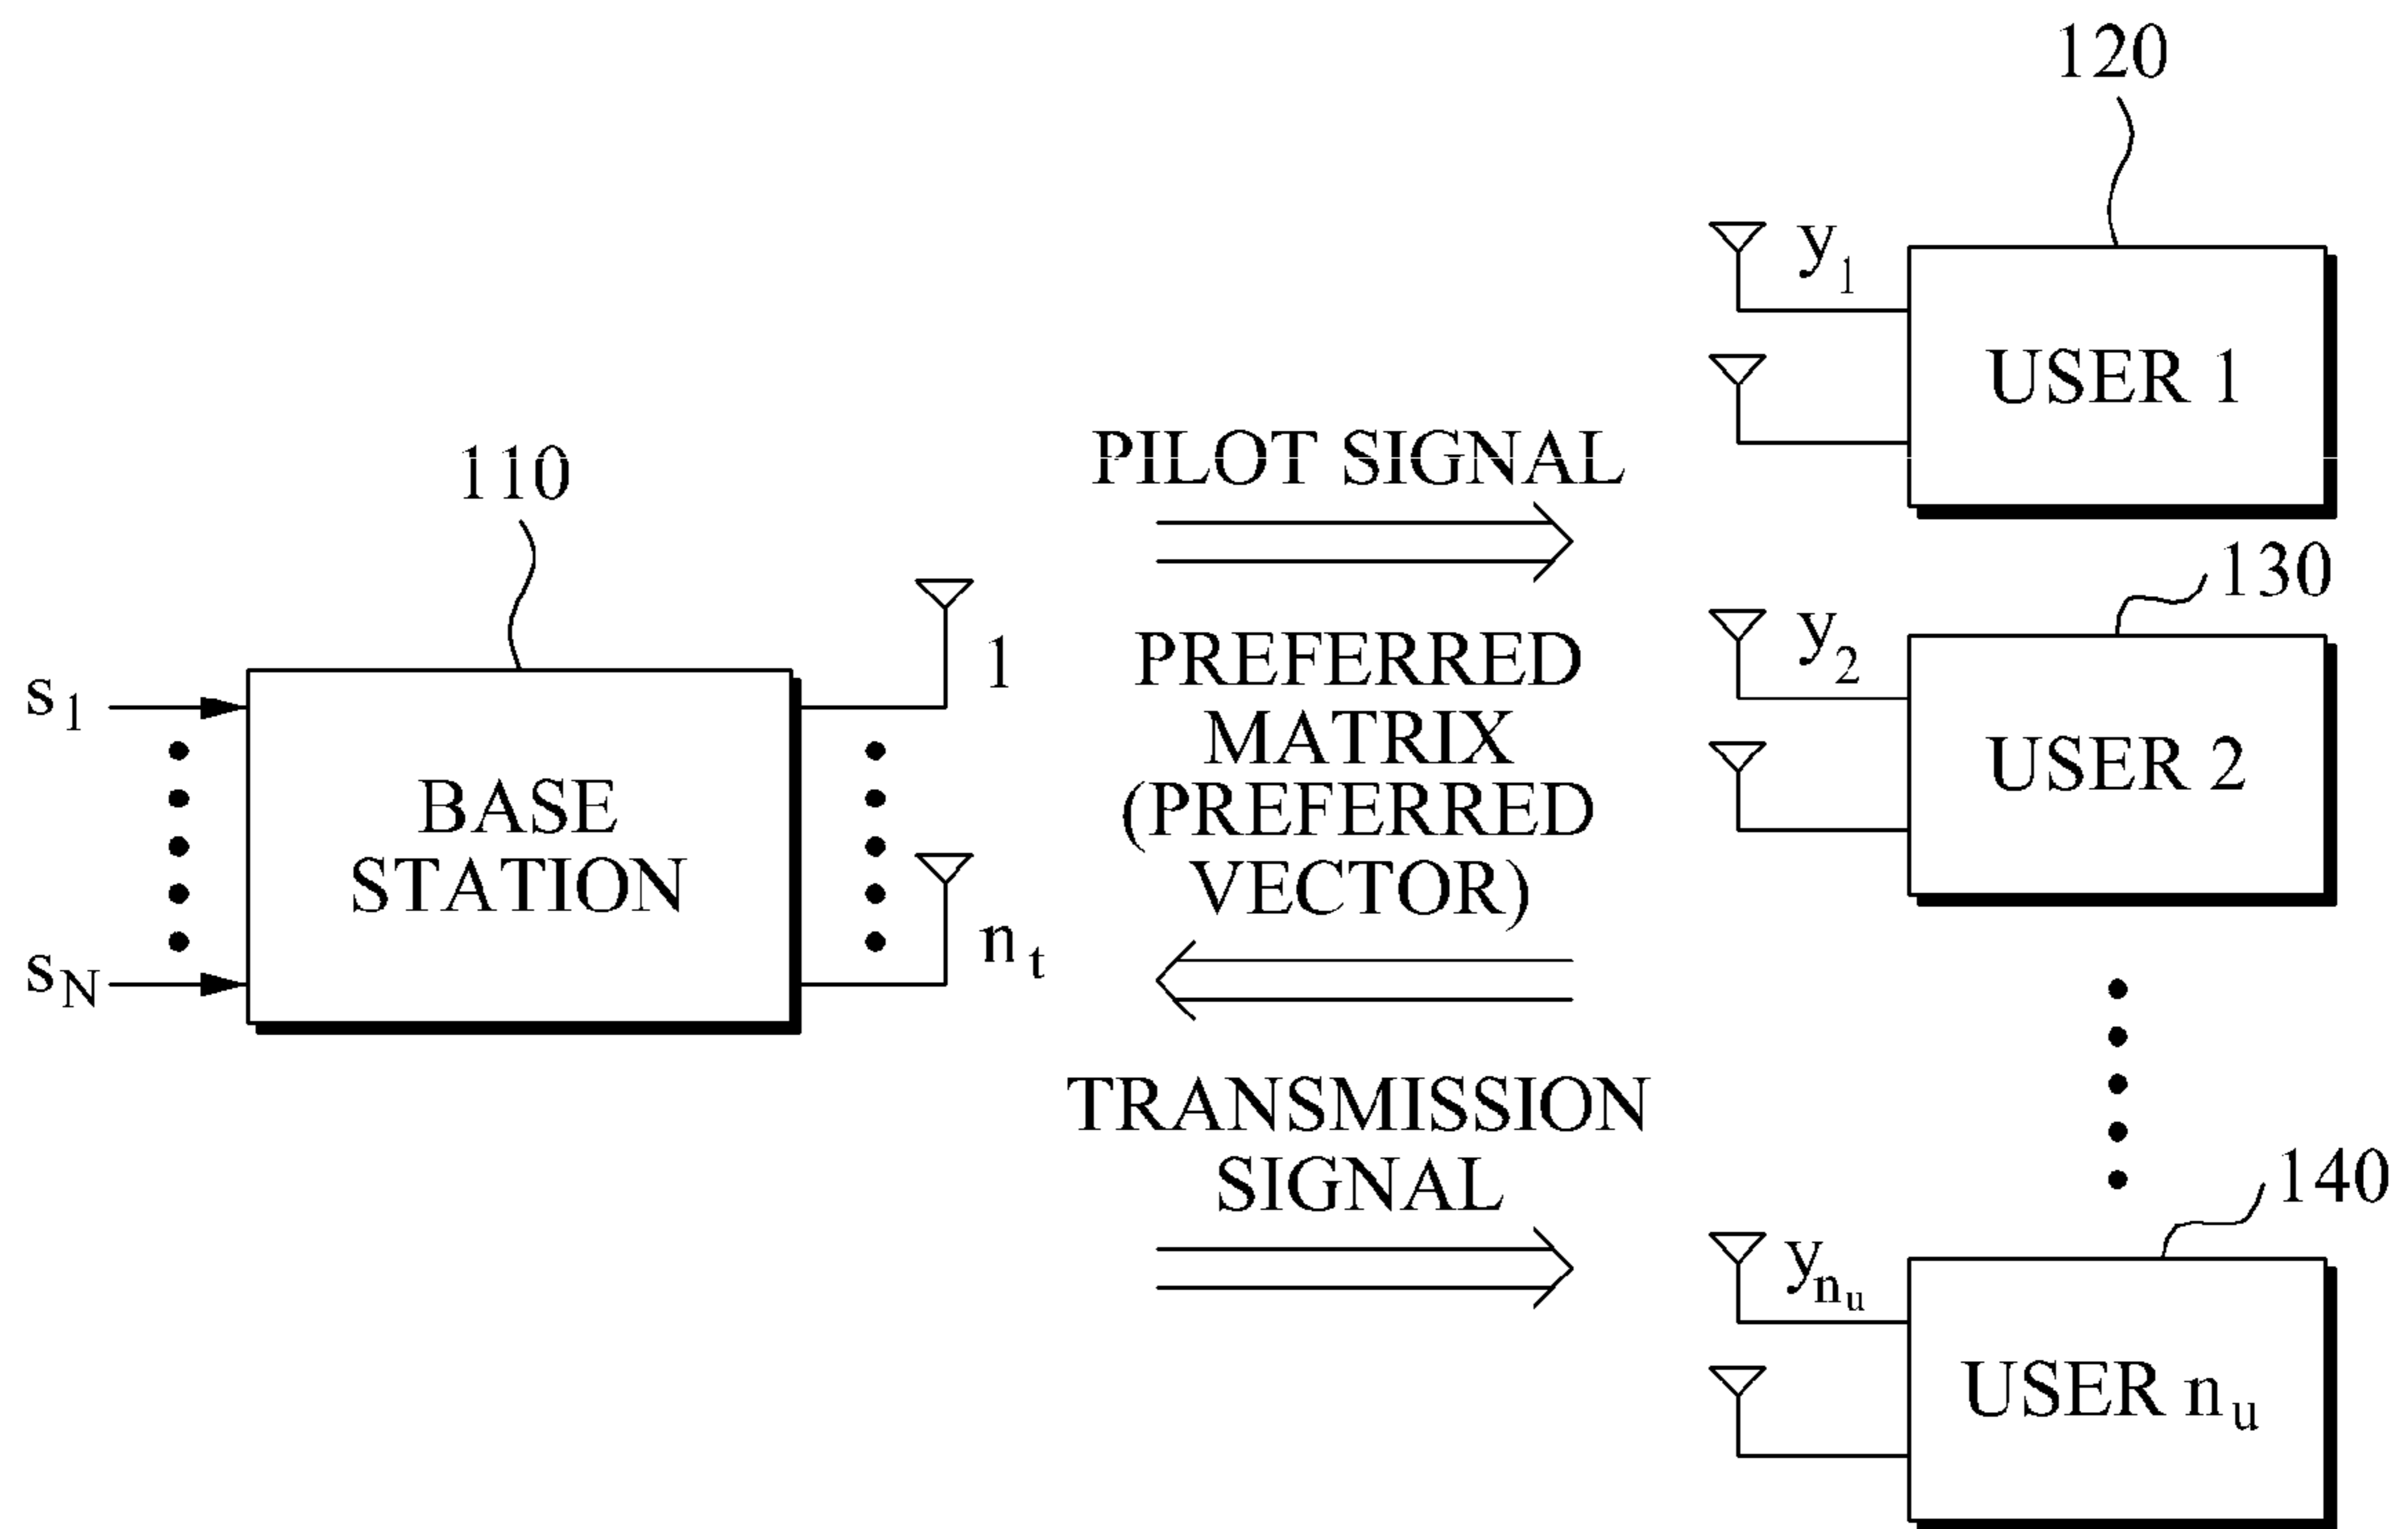 120
y1
USER 1
110
PILOT SIGNAL
130
y2
USER 2
1
PREFERRED
MATRIX
(PREFERRED
VECTOR)
s1
BASE
STATION
sN
nt
TRANSMISSION
SIGNAL
140
ynu
USER nu